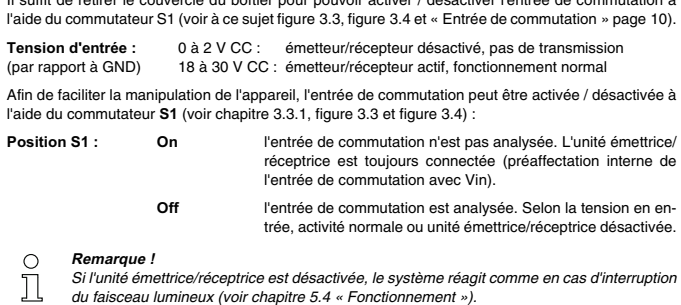 Il suffit de retirer le couvercle du boîtier pour pouvoir activer / désactiver l'entrée de commutation à
l'aide du commutateur S1 (voir à ce sujet figure 3.3, figure 3.4 et « Entrée de commutation » page 10).
Tension d'entrée : 0 à 2 V CC : émetteur/récepteur désactivé, pas de transmission
(par rapport à GND) 18 à 30 V CC : émetteur/récepteur actif, fonctionnement normal
Afin de faciliter la manipulation de l'appareil, l'entrée de commutation peut être activée / désactivée à
l'aide du commutateur S1 (voir chapitre 3.3.1, figure 3.3 et figure 3.4) :
Position S1 : On l'entrée de commutation n'est pas analysée. L'unité émettrice/
réceptrice est toujours connectée (préaffectation interne de
l'entrée de commutation avec Vin).
Off l'entrée de commutation est analysée. Selon la tension en en-
trée, activité normale ou unité émettrice/réceptrice désactivée.
Remarque !
Si l'unité émettrice/réceptrice est désactivée, le système réagit comme en cas d'interruption
du faisceau lumineux (voir chapitre 5.4 « Fonctionnement »).